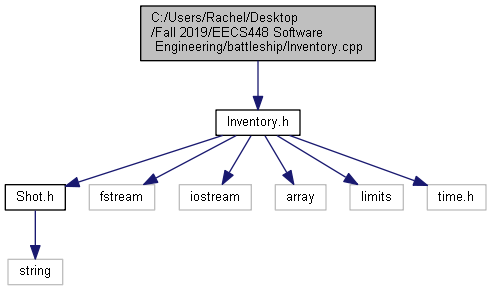 C:/Users/Rachel/Desktop
/Fall 2019/EECS448 Software
Engineering/battleship/Inventory.cpp
Inventory.h
Shot.h
fstream
iostream
array
limits
time.h
string